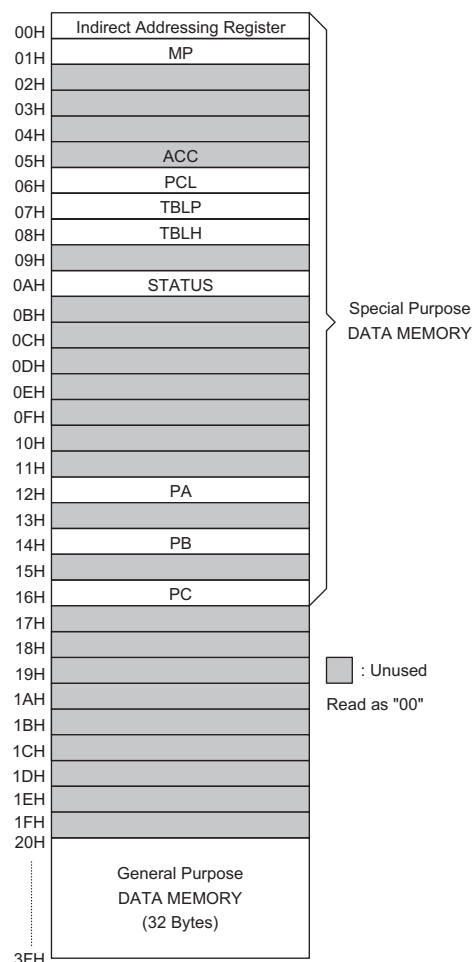 00H Indirect Addressing Register
01H MP
02H
03H
04H
05H ACC
06H PCL
07H TBLP
08H TBLH
09H
0AH STATUS
0BH
0CH
0DH
0EH
0FH
10H
11H
12H PA
13H
14H PB
15H
16H PC
17H
18H
19H
1AH
1BH
1CH
1DH
1EH
1FH
20H
General Purpose
DATA MEMORY
(32 Bytes)
3FH
Special Purpose
DATA MEMORY
: Unused
Read as "00"